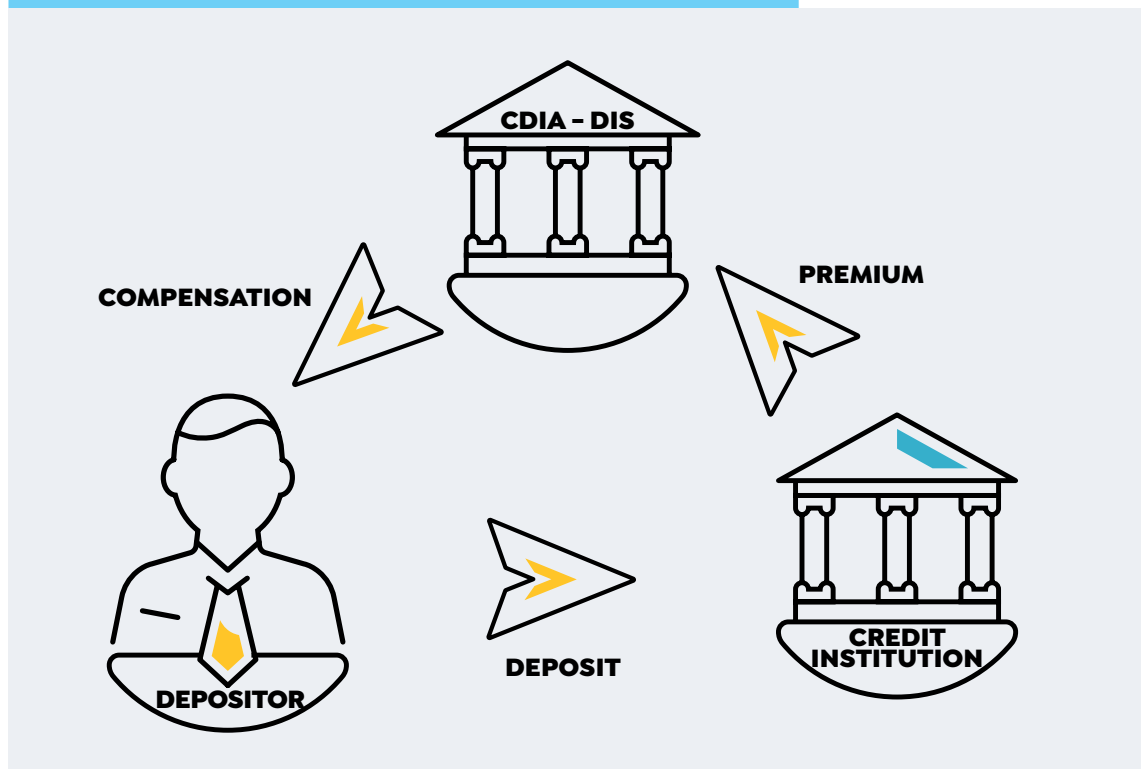 CDIA – DIS
COMPENSATION
PREMIUM
DEPOSIT
CREDIT
INSTITUTION
DEPOSITOR